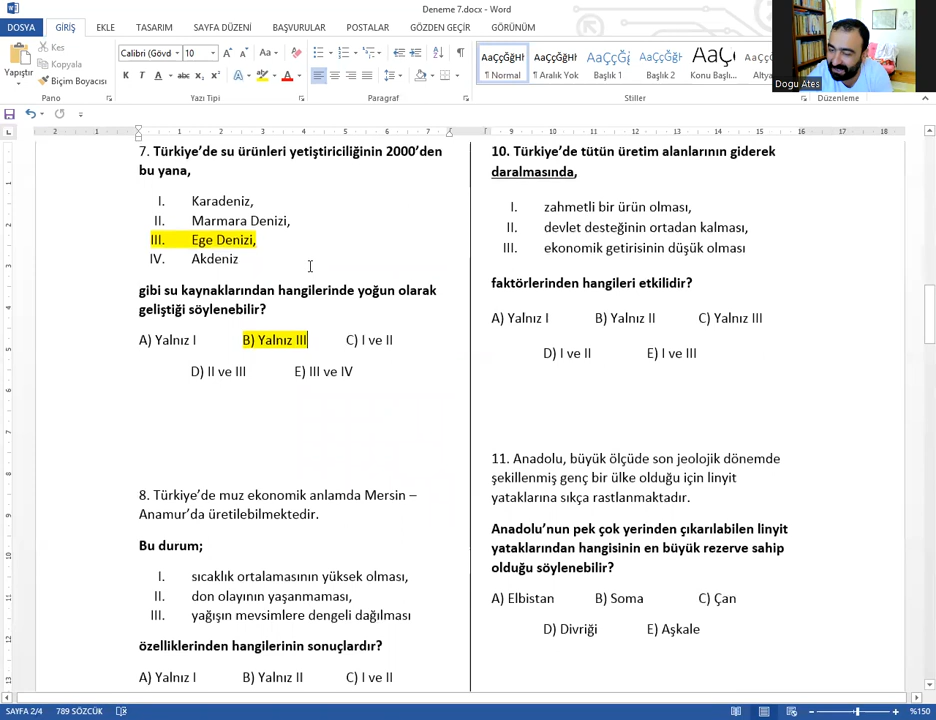 Deneme 7.docx - Word
DOSYA GİRİŞ EKLE TASARIM SAYFA DÜZENİ BAŞVURULAR POSTALAR GÖZDEN GEÇİR GÖRÜNÜM
Yapıştır
Kes
Kopyala
Biçim Boyacısı
Calibri (Gövd 10
AaÇçĞğHł AaÇçĞğHł AaÇçĞğ AaÇçĞğ AaÇç
¶ Normal ¶ Aralık Yok Başlık 1 Başlık 2 Konu Başl... Altya
Pano Yazı Tipi Paragraf Stiller Düzenleme
Dogu Ates
7. Türkiye’de su ürünleri yetiştiriciliğinin 2000’den
bu yana,
I. Karadeniz,
II. Marmara Denizi,
III. Ege Denizi,
IV. Akdeniz
gibi su kaynaklarından hangilerinde yoğun olarak
geliştiği söylenebilir?
A) Yalnız I B) Yalnız III C) I ve II
D) II ve III E) III ve IV
8. Türkiye’de muz ekonomik anlamda Mersin –
Anamur’da üretilebilmektedir.
Bu durum;
I. sıcaklık ortalamasının yüksek olması,
II. don olayının yaşanmaması,
III. yağışın mevsimlere dengeli dağılması
özelliklerinden hangilerinin sonuçlardır?
A) Yalnız I B) Yalnız II C) I ve II
10. Türkiye’de tütün üretim alanlarının giderek
daralmasında,
I. zahmetli bir ürün olması,
II. devlet desteğinin ortadan kalması,
III. ekonomik getirisinin düşük olması
faktörlerinden hangileri etkilidir?
A) Yalnız I B) Yalnız II C) Yalnız III
D) I ve II E) I ve III
11. Anadolu, büyük ölçüde son jeolojik dönemde
şekillenmiş genç bir ülke olduğu için linyit
yataklarına sıkça rastlanmaktadır.
Anadolu’nun pek çok yerinden çıkarılabilen linyit
yataklarından hangisinin en büyük rezerve sahip
olduğu söylenebilir?
A) Elbistan B) Soma C) Çan
D) Divriği E) Aşkale
SAYFA 2/4 789 SÖZCÜK %150